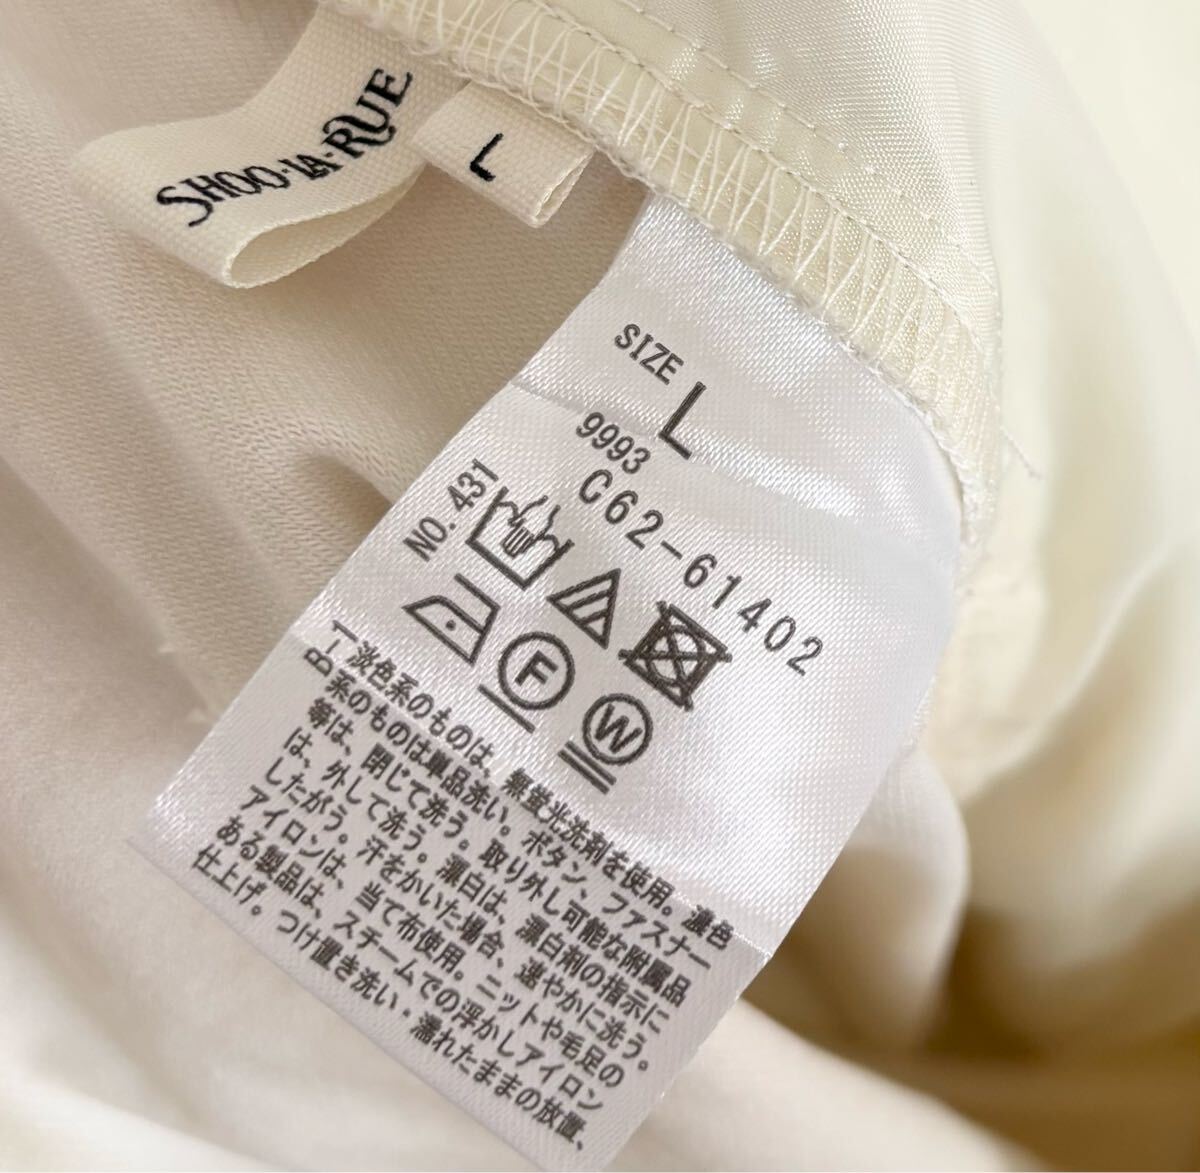 SHOO·LA·RUE
L
SIZE L
9993
C62-61402
NO. 431
F
W
BT
淡色系のものは、無蛍光洗剤を使用。濃色
系のものは単品洗い。ボタン、ファスナー
等は、閉じて洗う。取り外し可能な附属品
は、外して洗う。漂白は、漂白剤の指示に
したがう。汗をかいた場合、速やかに洗う。
アイロンは、当て布使用。ニットや毛足の
ある製品は、スチームでの浮かしアイロン
仕上げ。つけ置き洗い・濡れたままの放置、